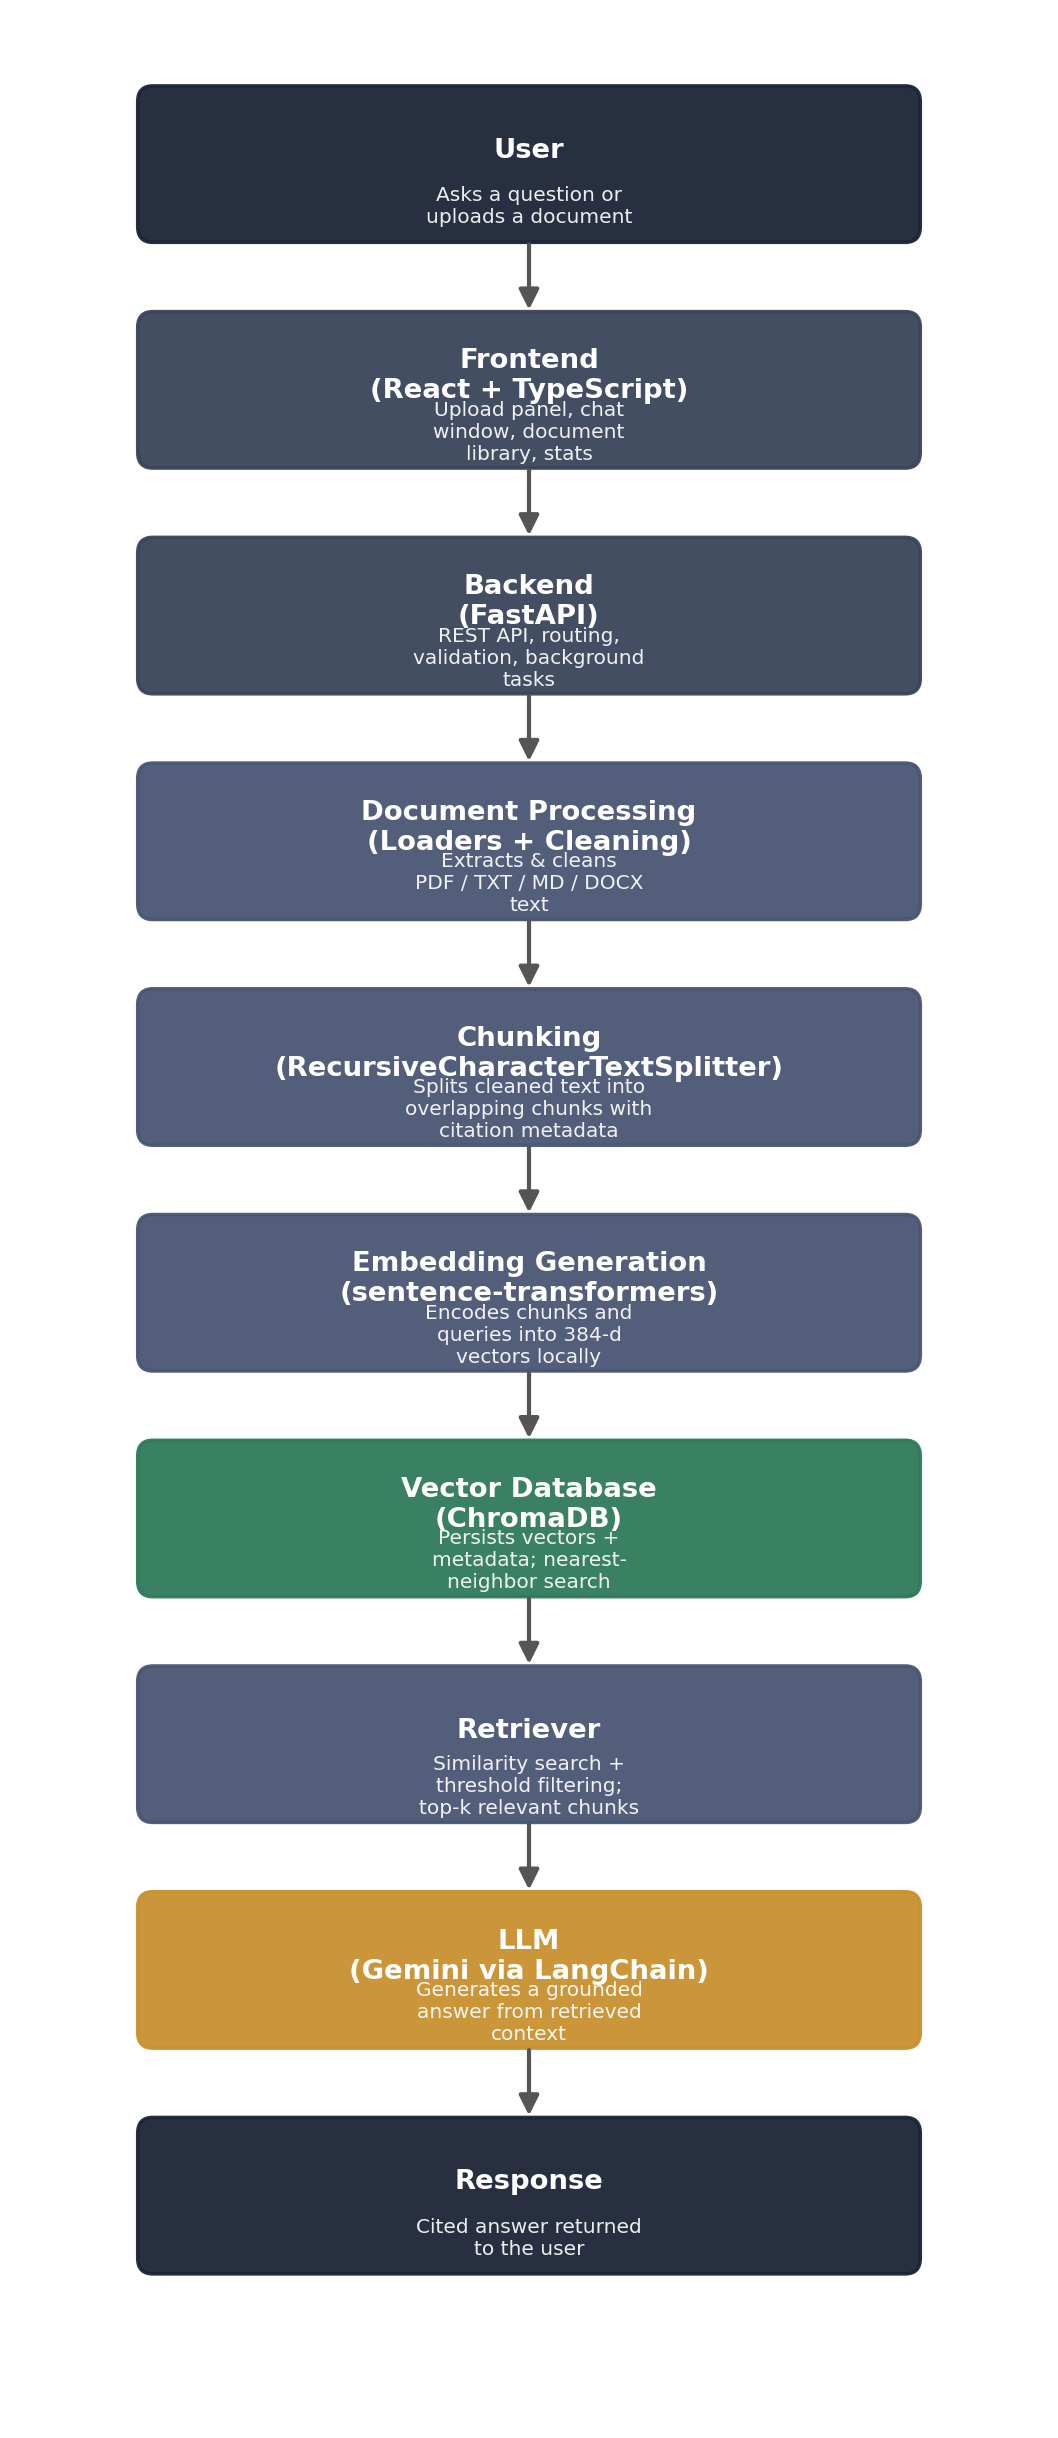 User
Asks a question or
uploads a document
Frontend
(React + TypeScript)
Upload panel, chat
window, document
library, stats
Backend
(FastAPI)
REST API, routing,
validation, background
tasks
Document Processing
(Loaders + Cleaning)
Extracts & cleans
PDF / TXT / MD / DOCX
text
Chunking
(RecursiveCharacterTextSplitter)
Splits cleaned text into
overlapping chunks with
citation metadata
Embedding Generation
(sentence-transformers)
Encodes chunks and
queries into 384-d
vectors locally
Vector Database
(ChromaDB)
Persists vectors +
metadata; nearest-
neighbor search
Retriever
Similarity search +
threshold filtering;
top-k relevant chunks
LLM
(Gemini via LangChain)
Generates a grounded
answer from retrieved
context
Response
Cited answer returned
to the user